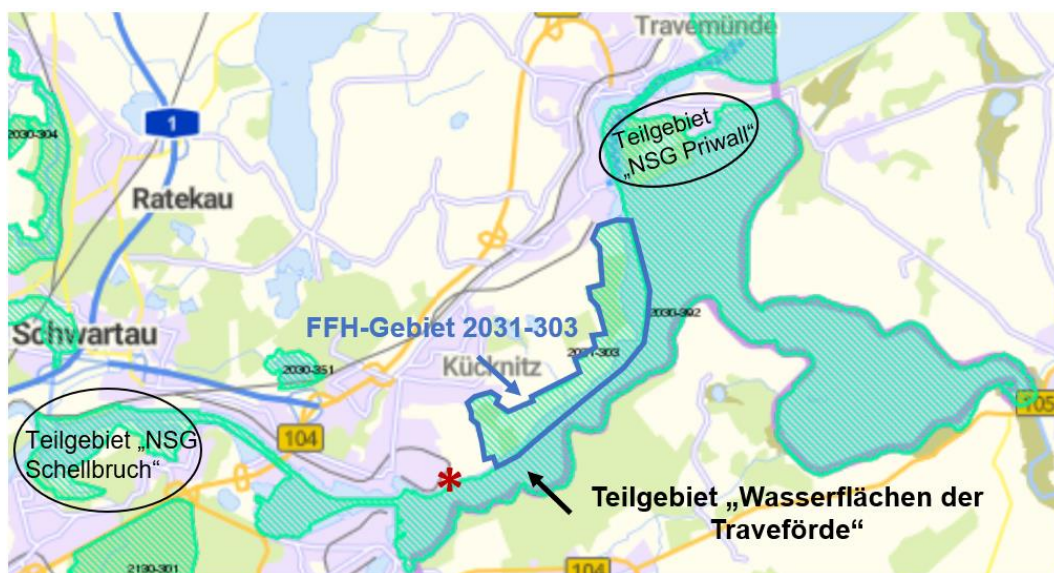 Travemünde
2030-304
1
Teilgebiet
„NSG Priwall“
Ratekau
2030-392
FFH-Gebiet 2031-303
Schwartau
2031-303
Kücknitz
2030-351
105
Teilgebiet „NSG
Schellbruch“
104
*
Teilgebiet „Wasserflächen der
Traveförde“
2130-301
104